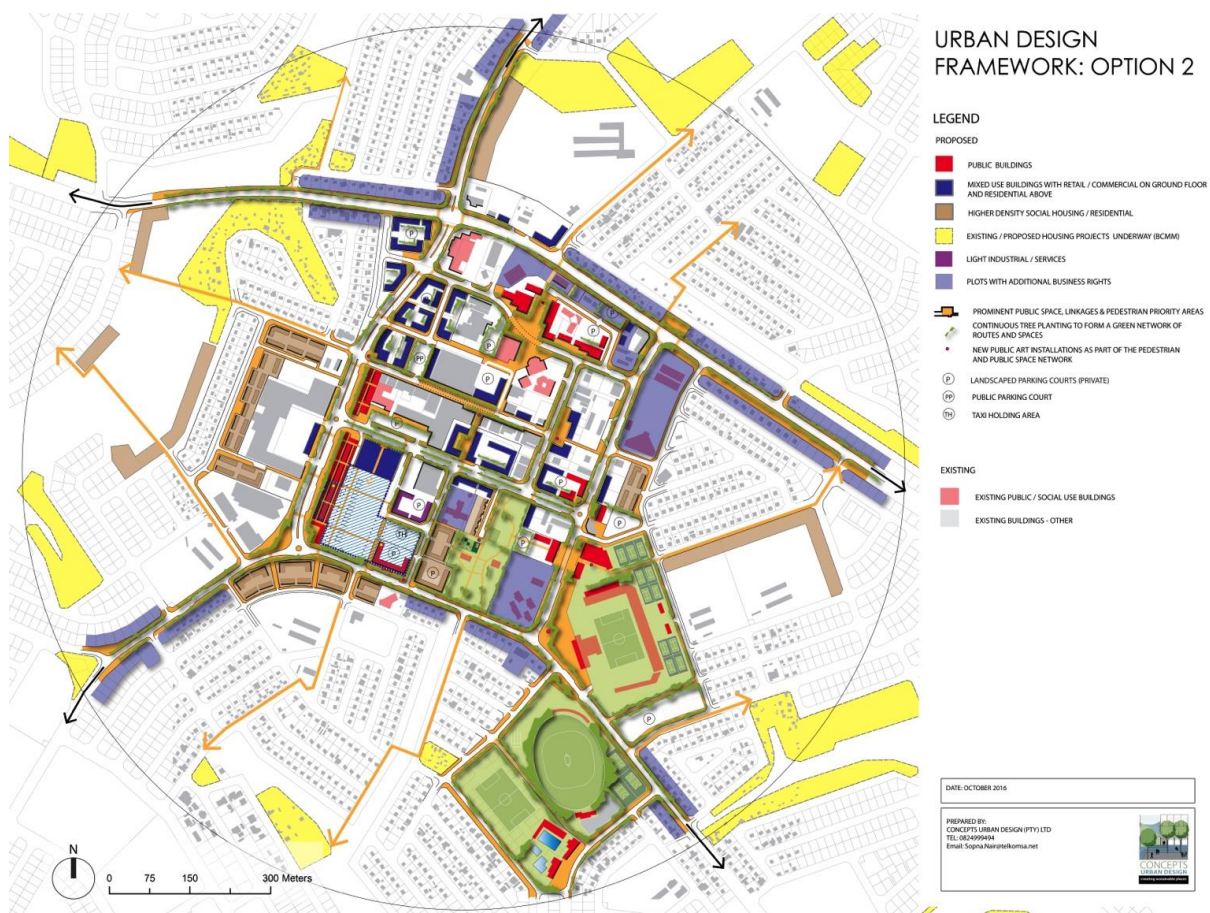 URBAN DESIGN
FRAMEWORK: OPTION 2
LEGEND
PROPOSED
PUBLIC BUILDINGS
MIXED USE BUILDINGS WITH RETAIL / COMMERCIAL ON GROUND FLOOR
AND RESIDENTIAL ABOVE
HIGHER DENSITY SOCIAL HOUSING / RESIDENTIAL
EXISTING / PROPOSED HOUSING PROJECTS UNDERWAY (BCMM)
LIGHT INDUSTRIAL / SERVICES
PLOTS WITH ADDITIONAL BUSINESS RIGHTS
PROMINENT PUBLIC SPACE, LINKAGES & PEDESTRIAN PRIORITY AREAS
CONTINUOUS TREE PLANTING TO FORM A GREEN NETWORK OF
ROUTES AND SPACES
NEW PUBLIC ART INSTALLATIONS AS PART OF THE PEDESTRIAN
AND PUBLIC SPACE NETWORK
P LANDSCAPED PARKING COURTS (PRIVATE)
PP PUBLIC PARKING COURT
TH TAXI HOLDING AREA
EXISTING
EXISTING PUBLIC / SOCIAL USE BUILDINGS
EXISTING BUILDINGS - OTHER
DATE: OCTOBER 2016
PREPARED BY:
CONCEPTS URBAN DESIGN (PTY) LTD
TEL: 0824999494
Email: Sopna.Nair@telkomsa.net
CONCEPTS
URBAN DESIGN
creating sustainable places
N
0 75 150 300 Meters
P
P
P
PP
P
P
P
P
P
P
P
TH
P
P
P
P